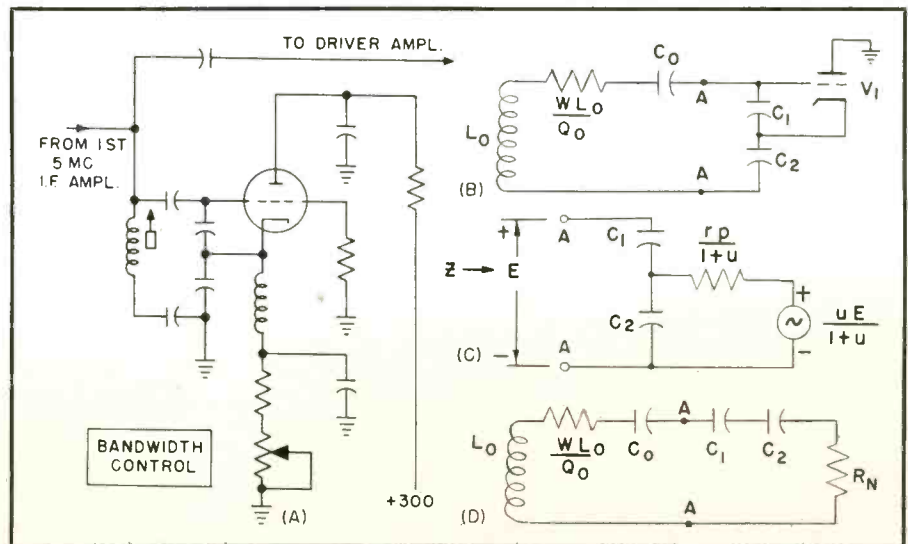 TO DRIVER AMPL.
FROM 1ST
5 MC
I.F. AMPL.
BANDWIDTH
CONTROL
+300
(A)
L₀
WL₀
Q₀
C₀
A
C₁
C₂
V₁
A
(B)
Z → E
+
−
A
A
C₁
C₂
rp
1+u
+
−
uE
1+u
(C)
L₀
WL₀
Q₀
C₀
A
C₁
C₂
R_N
A
(D)